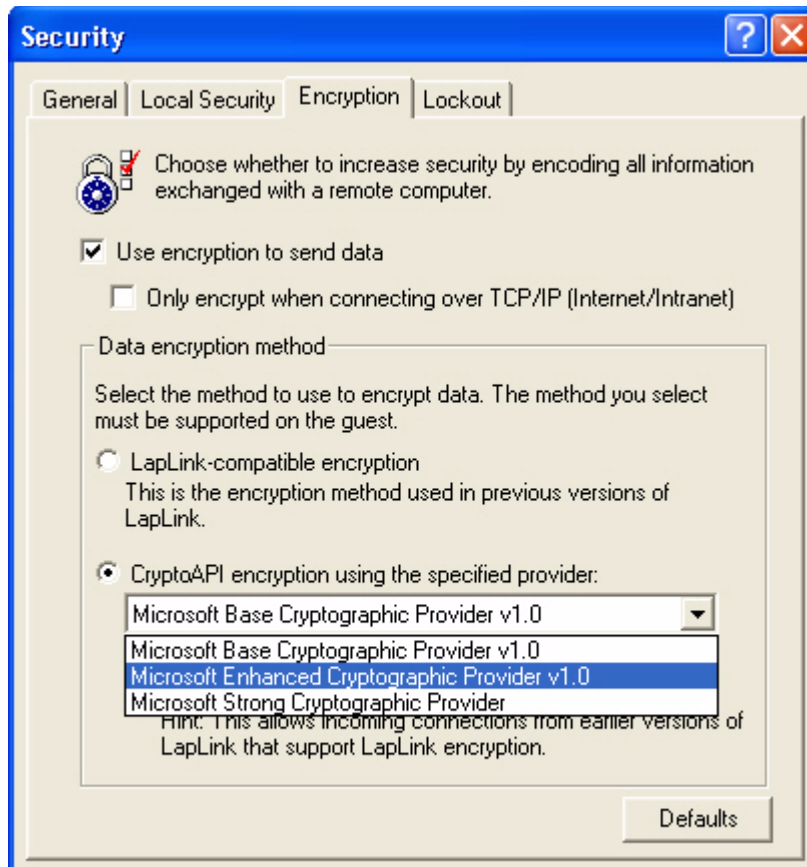 Security
General
Local Security
Encryption
Lockout
Choose whether to increase security by encoding all information
exchanged with a remote computer.
Use encryption to send data
Only encrypt when connecting over TCP/IP (Internet/Intranet)
Data encryption method
Select the method to use to encrypt data. The method you select
must be supported on the guest.
LapLink-compatible encryption
This is the encryption method used in previous versions of
LapLink.
CryptoAPI encryption using the specified provider:
Microsoft Base Cryptographic Provider v1.0
Microsoft Base Cryptographic Provider v1.0
Microsoft Enhanced Cryptographic Provider v1.0
Microsoft Strong Cryptographic Provider
Hint: This allows incoming connections from earlier versions of
LapLink that support LapLink encryption.
Defaults